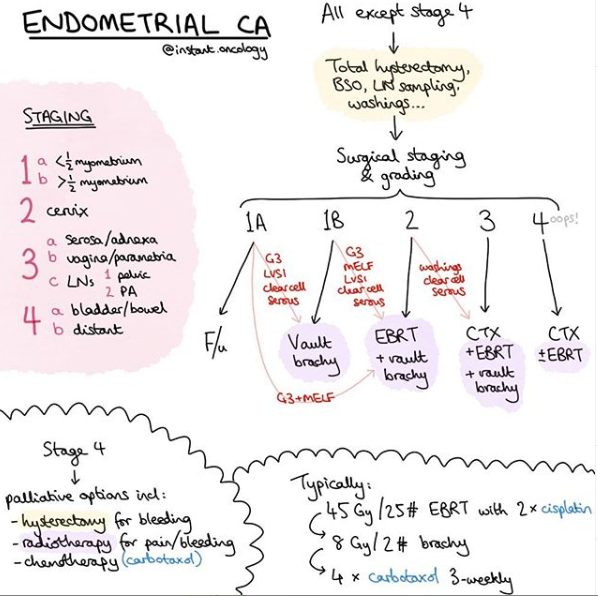 ENDOMETRIAL CA
@instant.oncology
STAGING
1 a <½ myometrium
b >½ myometrium
2 cervix
3 a serosa/adnexa
b vagina/parametria
c LNs 1 pelvic
2 PA
4 a bladder/bowel
b distant
All except stage 4
Total hysterectomy,
BSO, LN sampling,
washings...
Surgical staging
& grading
1A 1B 2 3 4 oops!
G3
LVSI
clear cell
serous
G3
MELF
LVSI
clear cell
serous
washings
clear cell
serous
F/u
Vault
brachy
EBRT
+ vault
brachy
CTX
+EBRT
+ vault
brachy
CTX
±EBRT
G3+MELF
Stage 4
palliative options incl:
- hysterectomy for bleeding
- radiotherapy for pain/bleeding
- chemotherapy (carbotaxol)
Typically:
45 Gy/25# EBRT with 2 x cisplatin
8 Gy/2# brachy
4 x carbotaxol 3-weekly